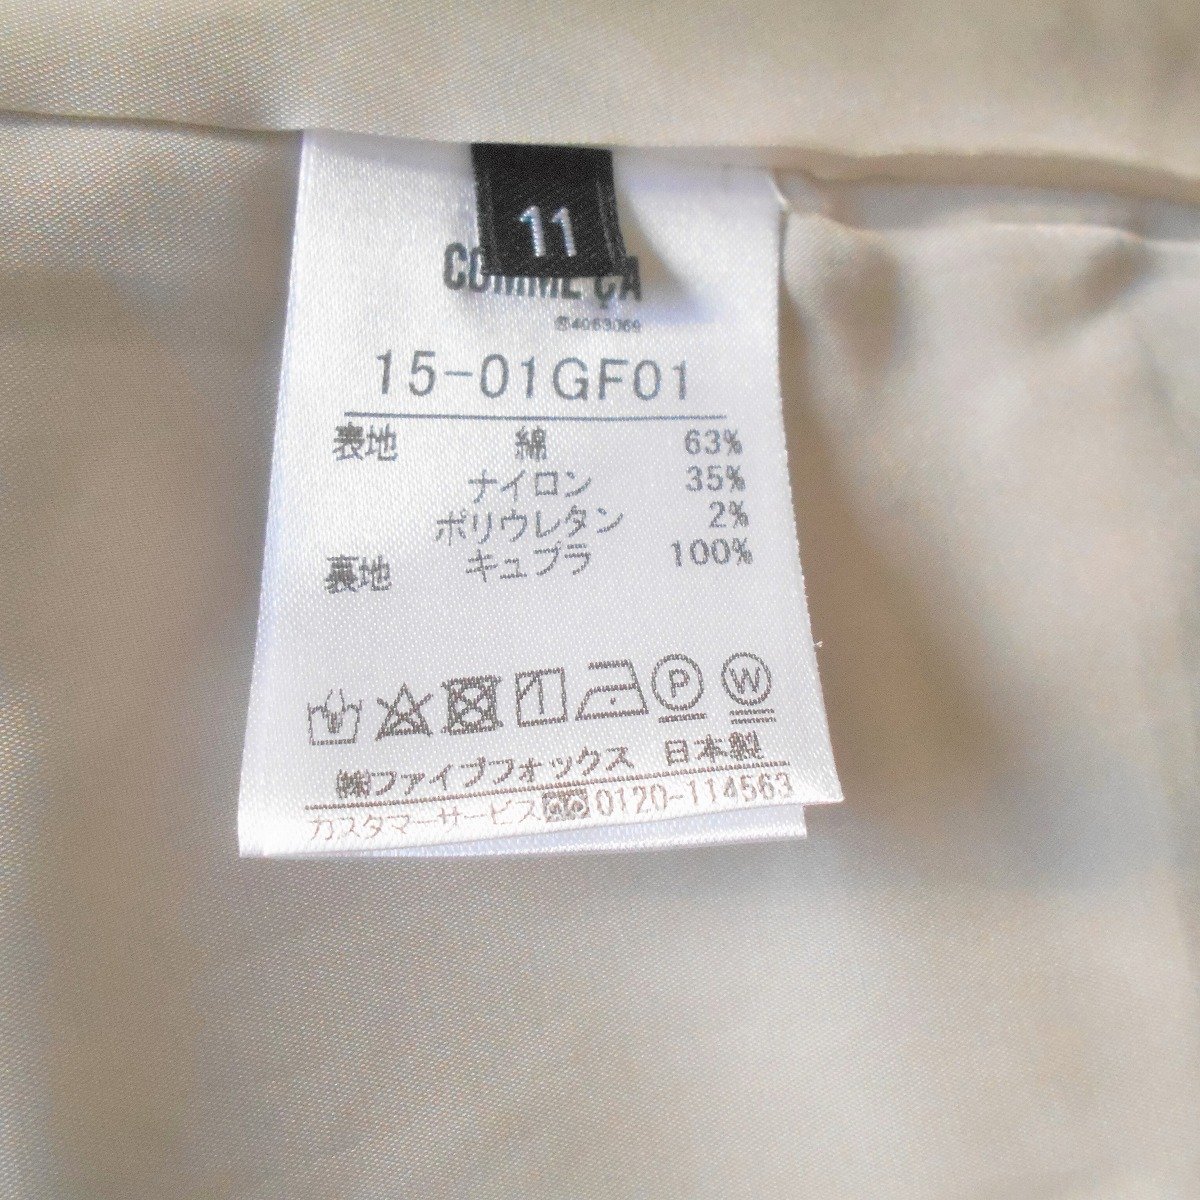 11
COMME ÇA
15-01GF01
表地 綿 63%
ナイロン 35%
ポリウレタン 2%
裏地 キュプラ 100%
P W
㈱ファイブフォックス 日本製
カスタマーサービス 0120-114563